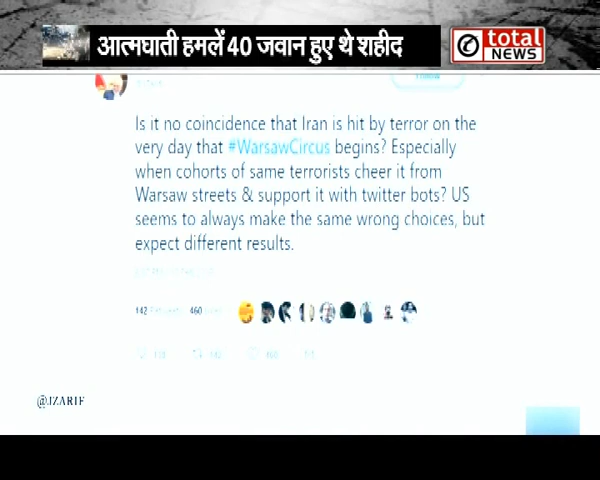 आत्मघाती हमलें 40 जवान हुए थे शहीद
total
NEWS
Is it no coincidence that Iran is hit by terror on the
very day that #WarsawCircus begins? Especially
when cohorts of same terrorists cheer it from
Warsaw streets & support it with twitter bots? US
seems to always make the same wrong choices, but
expect different results.
142 Retweets 460 Likes
@JZARIF